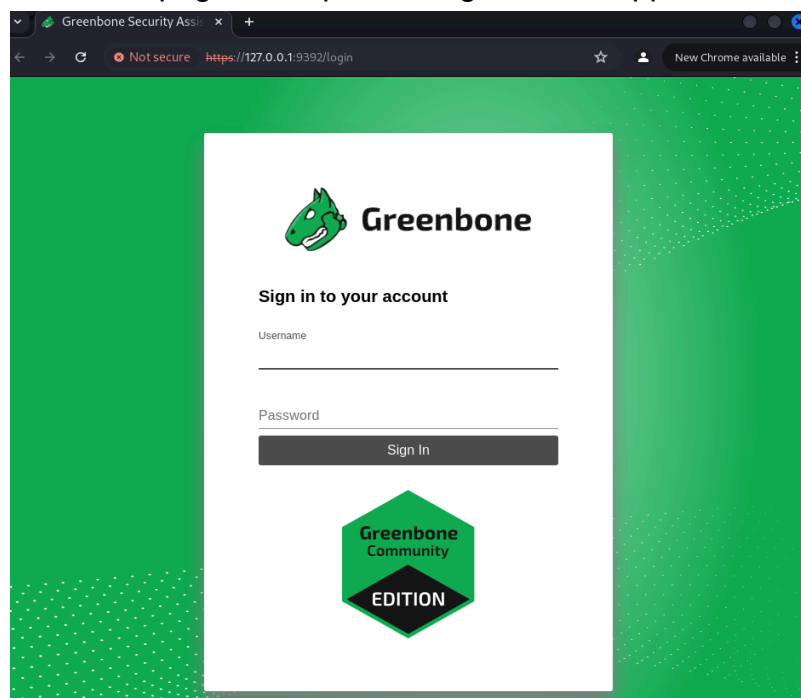 Greenbone Security Assis
Not secure https://127.0.0.1:9392/login
New Chrome available
Greenbone
Sign in to your account
Username
Password
Sign In
Greenbone
Community
EDITION